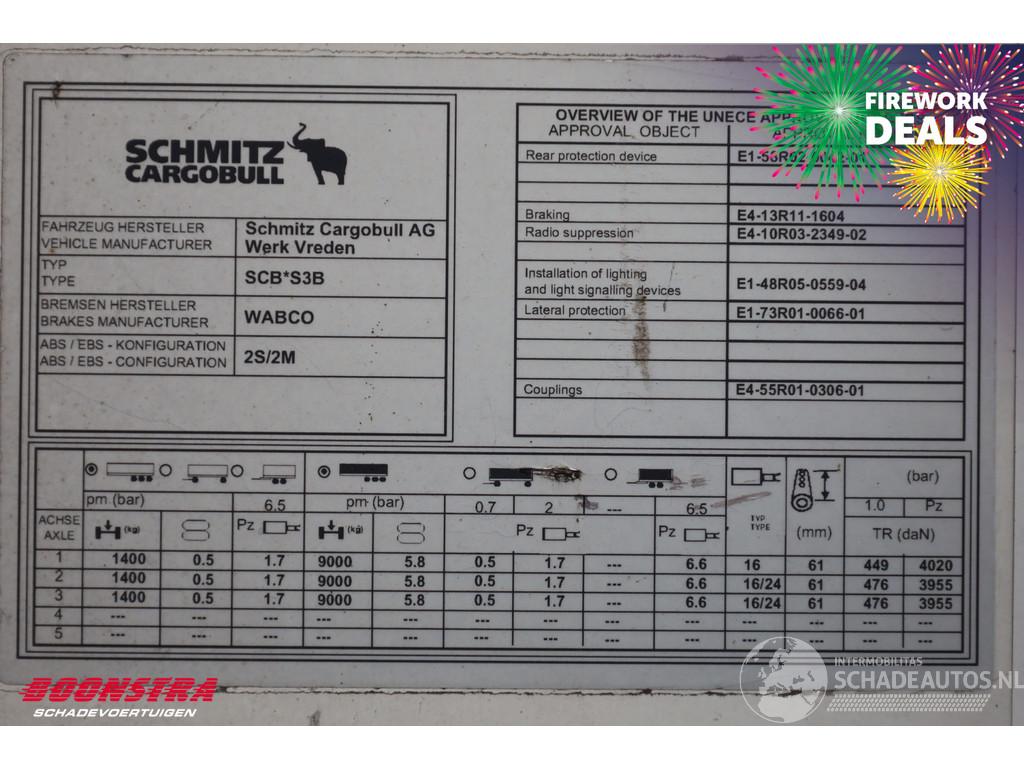 FIREWORK
DEALS
SCHMITZ
CARGOBULL
FAHRZEUG HERSTELLER
VEHICLE MANUFACTURER
Schmitz Cargobull AG
Werk Vreden
TYP
TYPE
SCB*S3B
BREMSEN HERSTELLER
BRAKES MANUFACTURER
WABCO
ABS / EBS - KONFIGURATION
ABS / EBS - CONFIGURATION
2S/2M
OVERVIEW OF THE UNECE
APPROVAL OBJECT
Rear protection device
Braking E4-13R11-1604
Radio suppression E4-10R03-2349-02
Installation of lighting
and light signalling devices
E1-48R05-0559-04
Lateral protection E1-73R01-0066-01
Couplings E4-55R01-0306-01
(bar)
pm (bar) 6.5 pm (bar) 0.7 2 --- 6.5 1.0 Pz
ACHSE
AXLE
(kg) Pz (kg) Pz Pz TYP
TYPE
(mm) TR (daN)
1 1400 0.5 1.7 9000 5.8 0.5 1.7 --- 6.6 16 61 449 4020
2 1400 0.5 1.7 9000 5.8 0.5 1.7 --- 6.6 16/24 61 476 3955
3 1400 0.5 1.7 9000 5.8 0.5 1.7 --- 6.6 16/24 61 476 3955
4 --- --- --- --- --- --- --- --- --- --- --- --- ---
5 --- --- --- --- --- --- --- --- --- --- --- --- ---
BOONSTRA
SCHADEVOERTUIGEN
INTERMOBILITAS
SCHADEAUTOS.NL